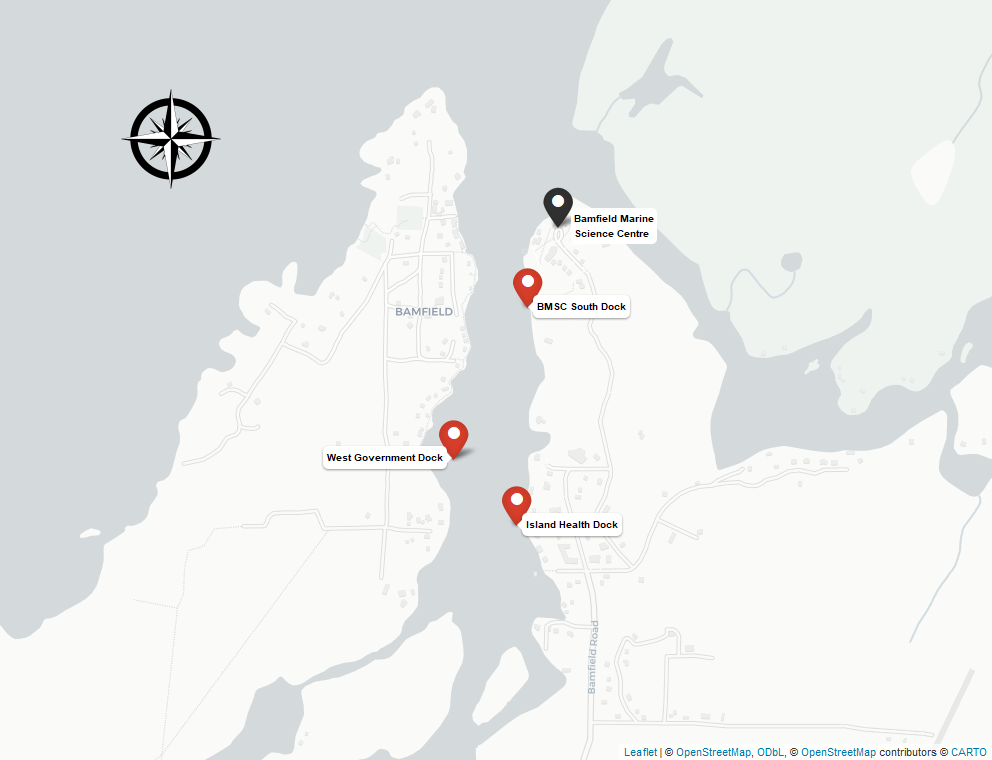 Bamfield Marine
Science Centre
BMSC South Dock
BAMFIELD
West Government Dock
Island Health Dock
Bamfield Road
Leaflet | © OpenStreetMap, ODbL, © OpenStreetMap contributors © CARTO